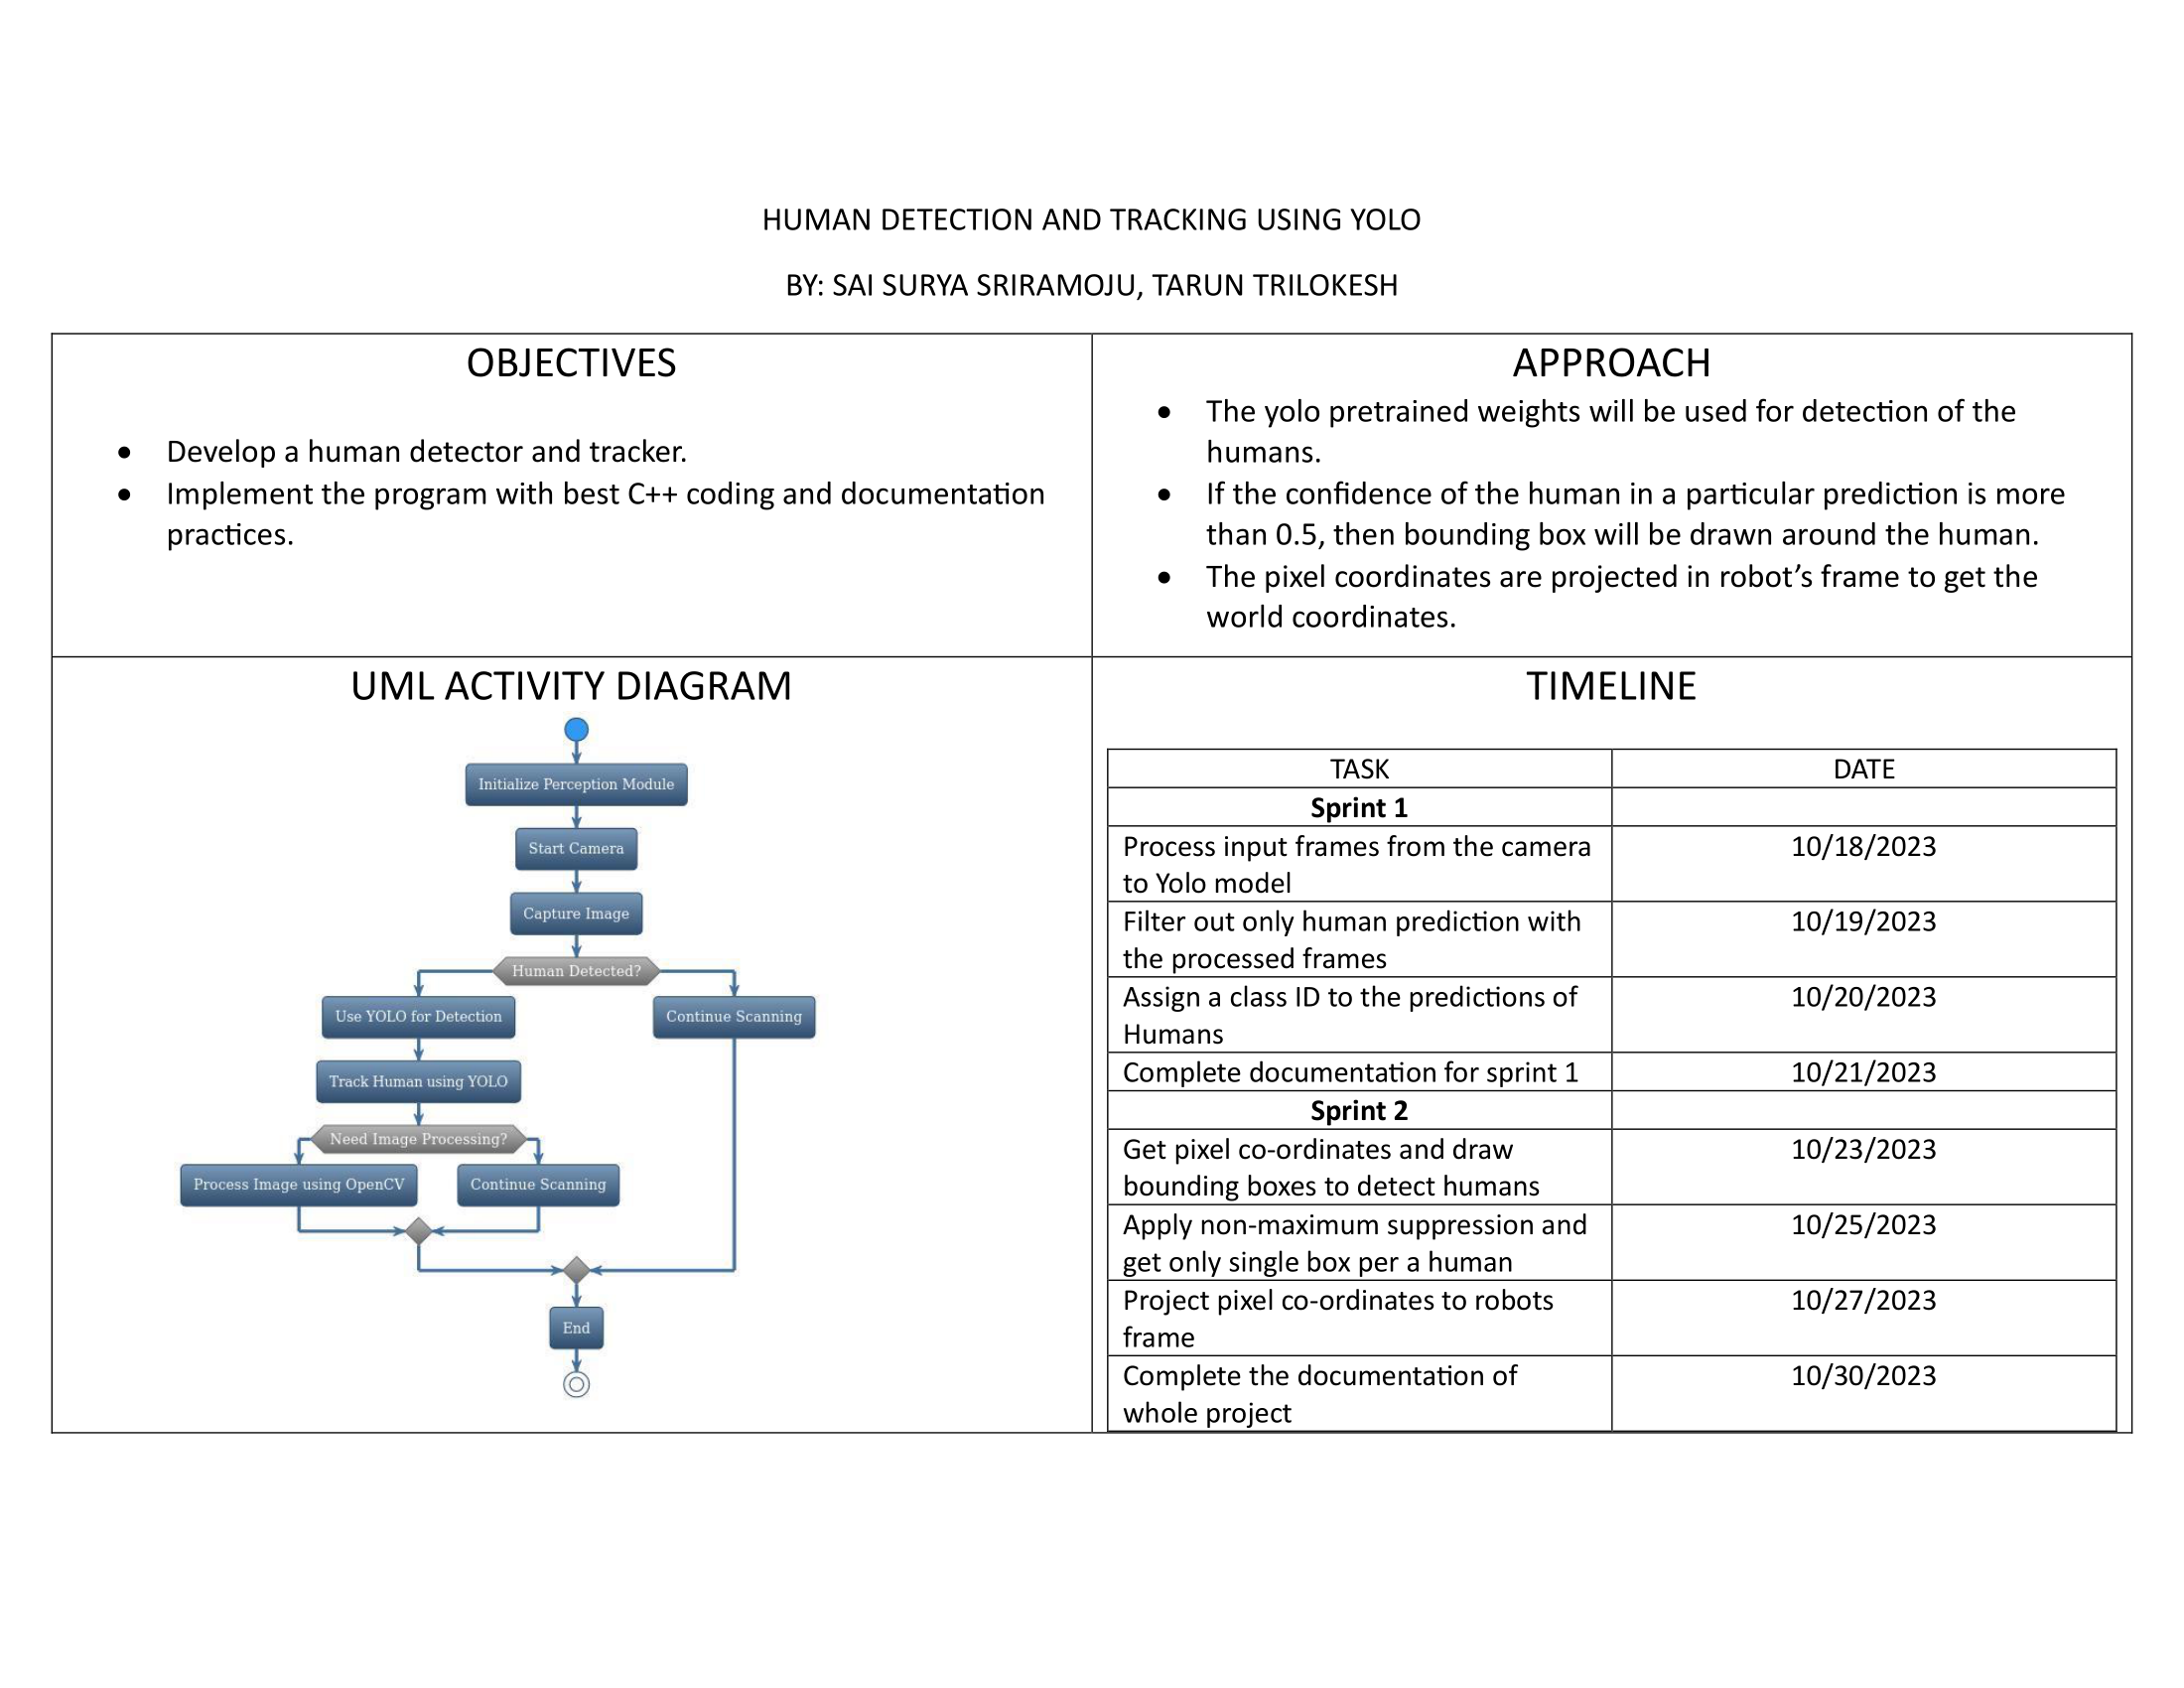 HUMAN DETECTION AND TRACKING USING YOLO
BY: SAI SURYA SRIRAMOJU, TARUN TRILOKESH
OBJECTIVES
• Develop a human detector and tracker.
• Implement the program with best C++ coding and documentation
practices.
APPROACH
• The yolo pretrained weights will be used for detection of the
humans.
• If the confidence of the human in a particular prediction is more
than 0.5, then bounding box will be drawn around the human.
• The pixel coordinates are projected in robot’s frame to get the
world coordinates.
UML ACTIVITY DIAGRAM
Initialize Perception Module
Start Camera
Capture Image
Human Detected?
Use YOLO for Detection
Continue Scanning
Track Human using YOLO
Need Image Processing?
Process Image using OpenCV
Continue Scanning
End
TIMELINE
TASK DATE
Sprint 1
Process input frames from the camera 10/18/2023
to Yolo model
Filter out only human prediction with 10/19/2023
the processed frames
Assign a class ID to the predictions of 10/20/2023
Humans
Complete documentation for sprint 1 10/21/2023
Sprint 2
Get pixel co-ordinates and draw 10/23/2023
bounding boxes to detect humans
Apply non-maximum suppression and 10/25/2023
get only single box per a human
Project pixel co-ordinates to robots 10/27/2023
frame
Complete the documentation of 10/30/2023
whole project